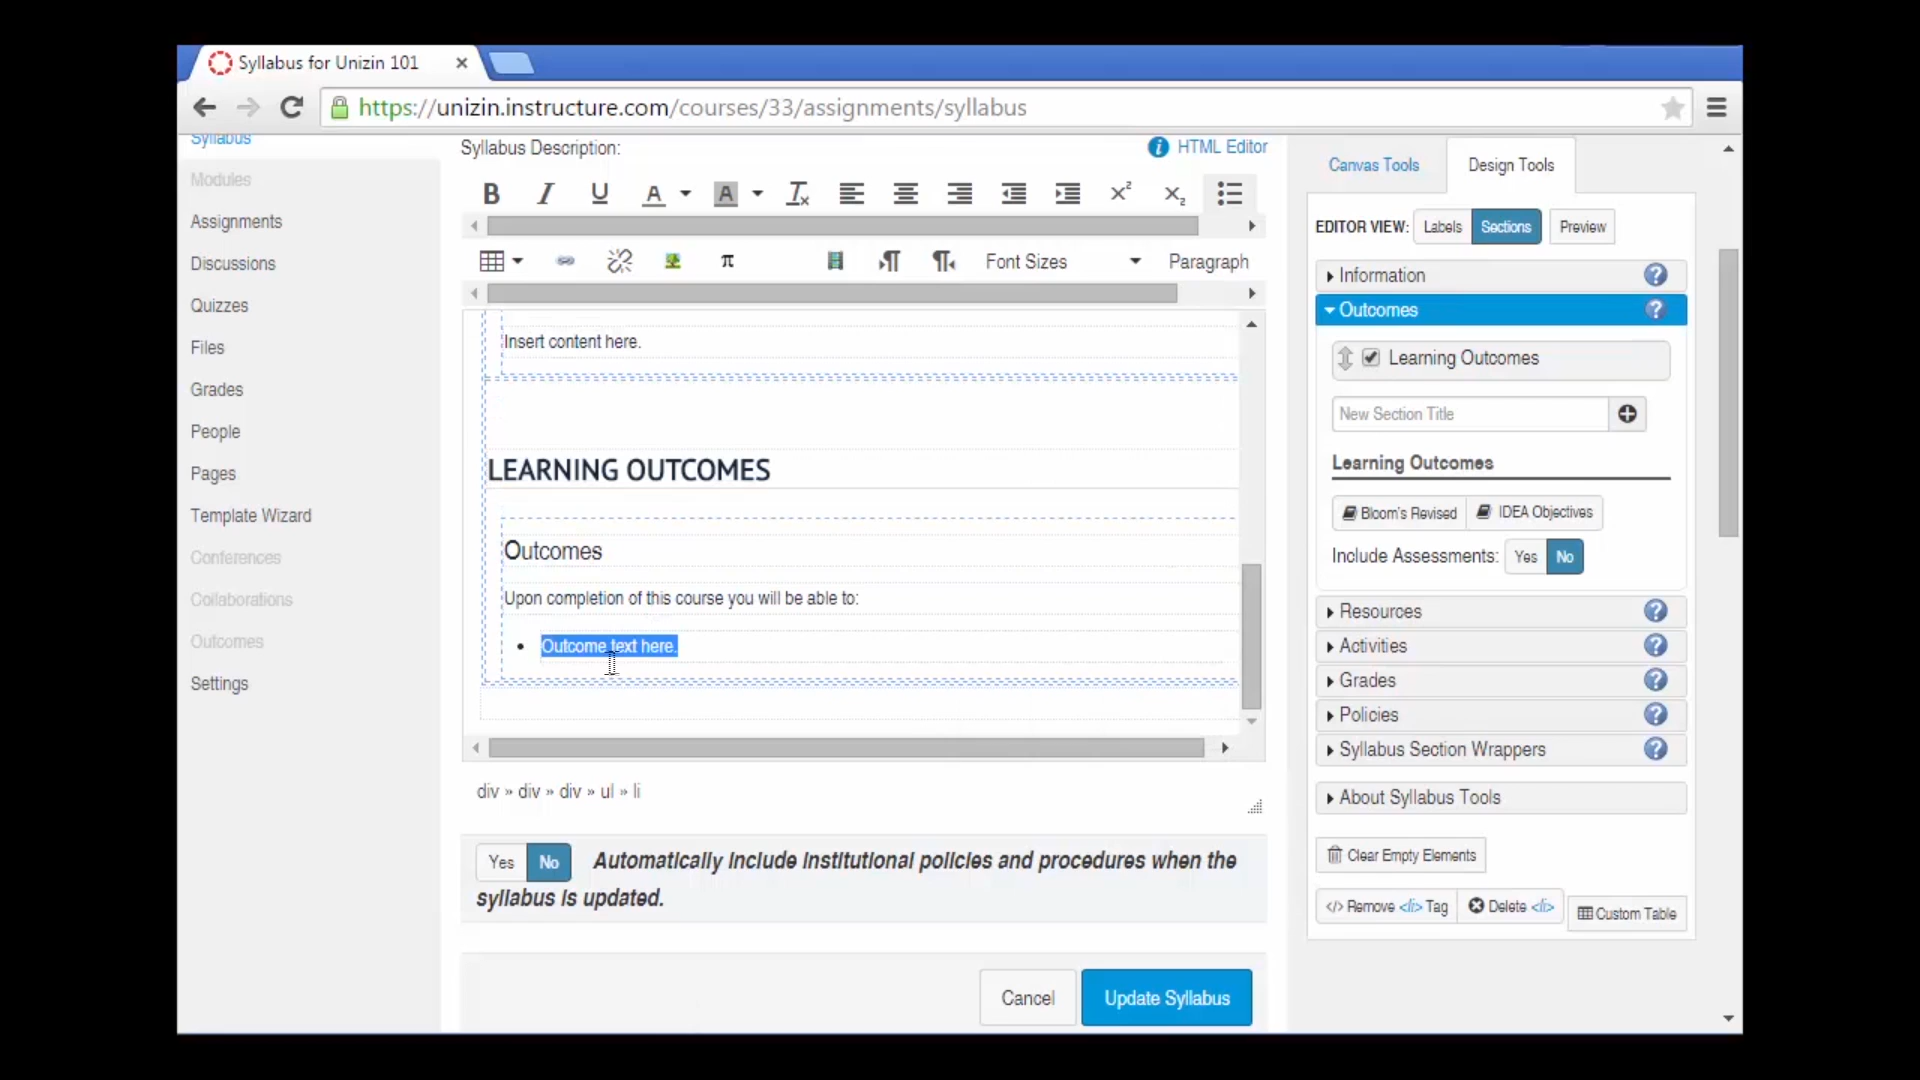 Syllabus for Unizin 101
https://unizin.instructure.com/courses/33/assignments/syllabus
Syllabus
Modules
Assignments
Discussions
Quizzes
Files
Grades
People
Pages
Template Wizard
Conferences
Collaborations
Outcomes
Settings
Syllabus Description:
HTML Editor
Font Sizes
Paragraph
Insert content here.
LEARNING OUTCOMES
Outcomes
Upon completion of this course you will be able to:
Outcome text here.
div » div » div » ul » li
Yes No Automatically include institutional policies and procedures when the
syllabus is updated.
Cancel
Update Syllabus
Canvas Tools
Design Tools
EDITOR VIEW: Labels Sections Preview
Information
Outcomes
Learning Outcomes
New Section Title
Learning Outcomes
Bloom's Revised
IDEA Objectives
Include Assessments: Yes No
Resources
Activities
Grades
Policies
Syllabus Section Wrappers
About Syllabus Tools
Clear Empty Elements
</> Remove <li> Tag
Delete <li>
Custom Table